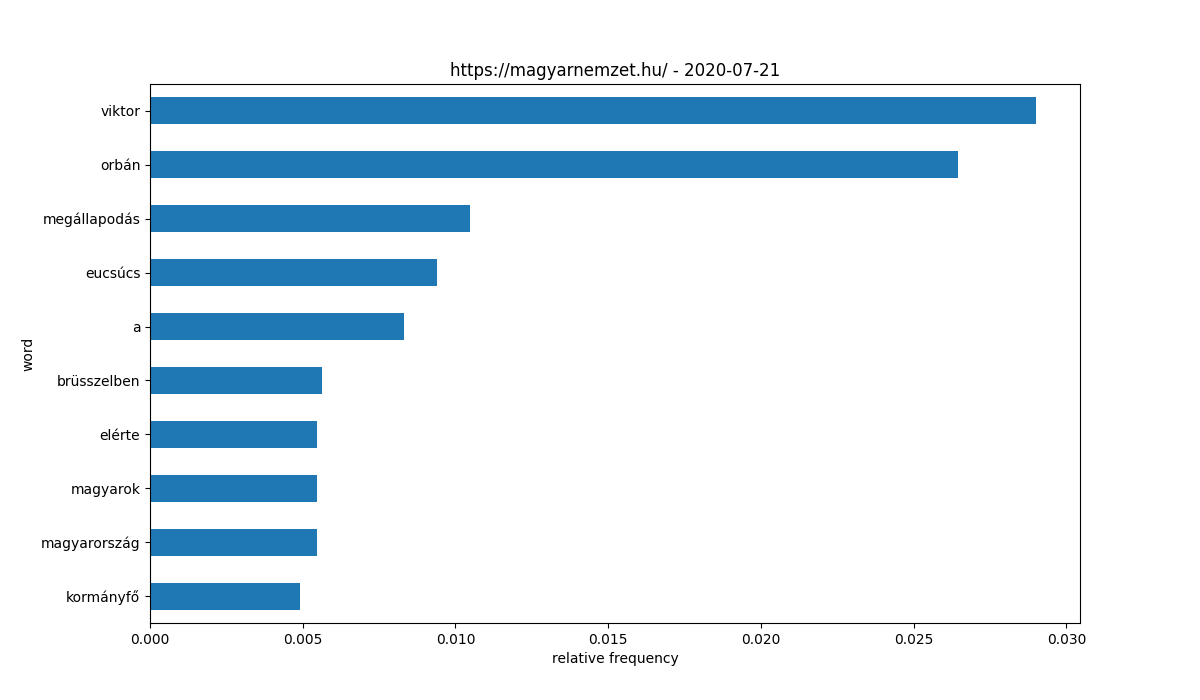 https://magyarnemzet.hu/ - 2020-07-21
viktor
orbán
megállapodás
eucsúcs
a
brüsszelben
elérte
magyarok
magyarország
kormányfő
word
0.000 0.005 0.010 0.015 0.020 0.025 0.030
relative frequency